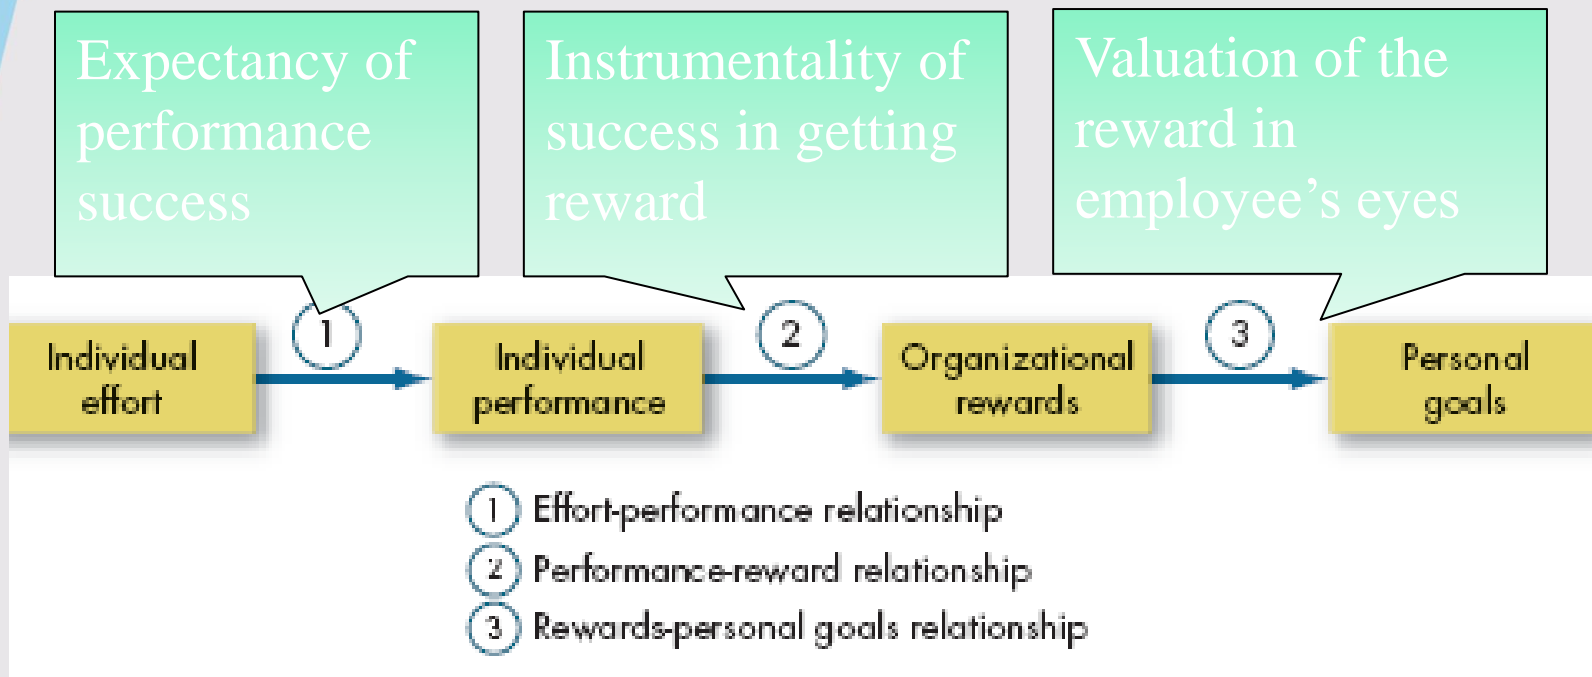 Expectancy of
performance
success
Instrumentality of
success in getting
reward
Valuation of the
reward in
employee’s eyes
1
2
3
Individual
effort
Individual
performance
Organizational
rewards
Personal
goals
1 Effort-performance relationship
2 Performance-reward relationship
3 Rewards-personal goals relationship